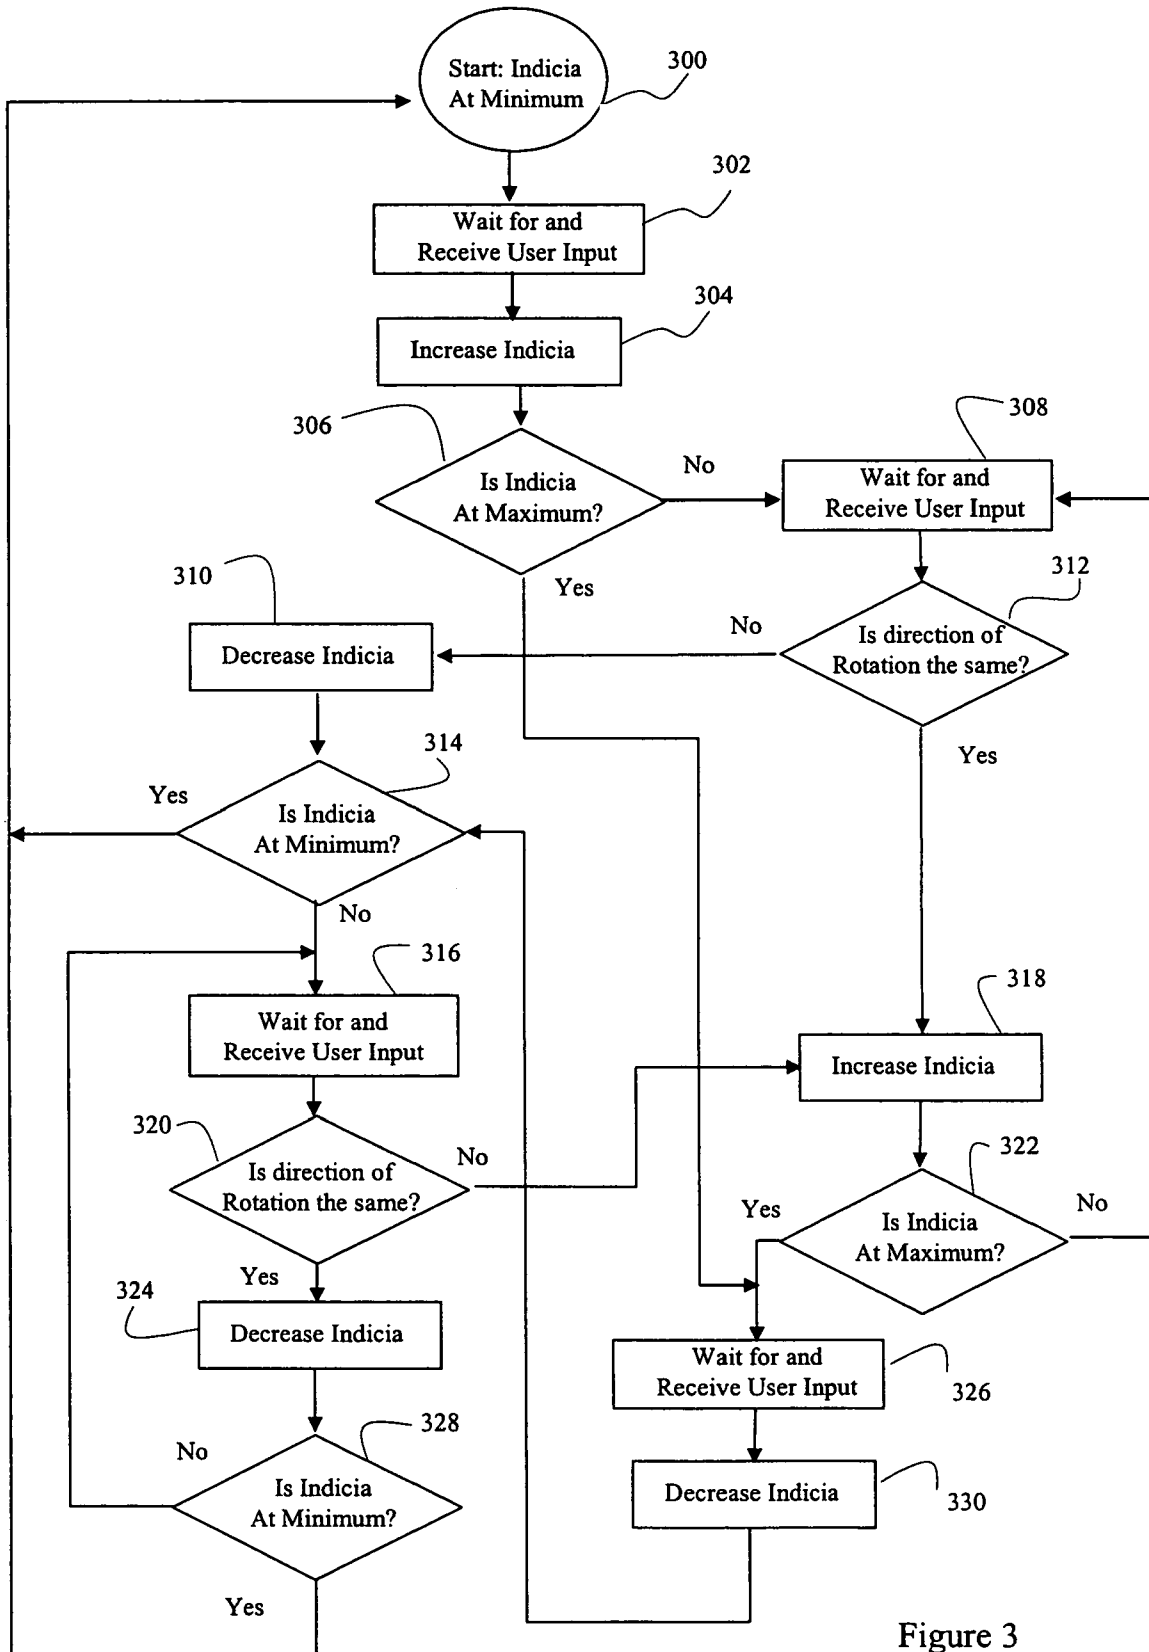 Start: Indicia
At Minimum
300
302
Wait for and
Receive User Input
304
Increase Indicia
306
Is Indicia
At Maximum?
No
Yes
308
Wait for and
Receive User Input
310
Decrease Indicia
312
Is direction of
Rotation the same?
No
Yes
314
Is Indicia
At Minimum?
Yes
No
316
Wait for and
Receive User Input
318
Increase Indicia
320
Is direction of
Rotation the same?
No
Yes
322
Is Indicia
At Maximum?
Yes
No
324
Decrease Indicia
326
Wait for and
Receive User Input
328
Is Indicia
At Minimum?
No
Yes
330
Decrease Indicia
Figure 3